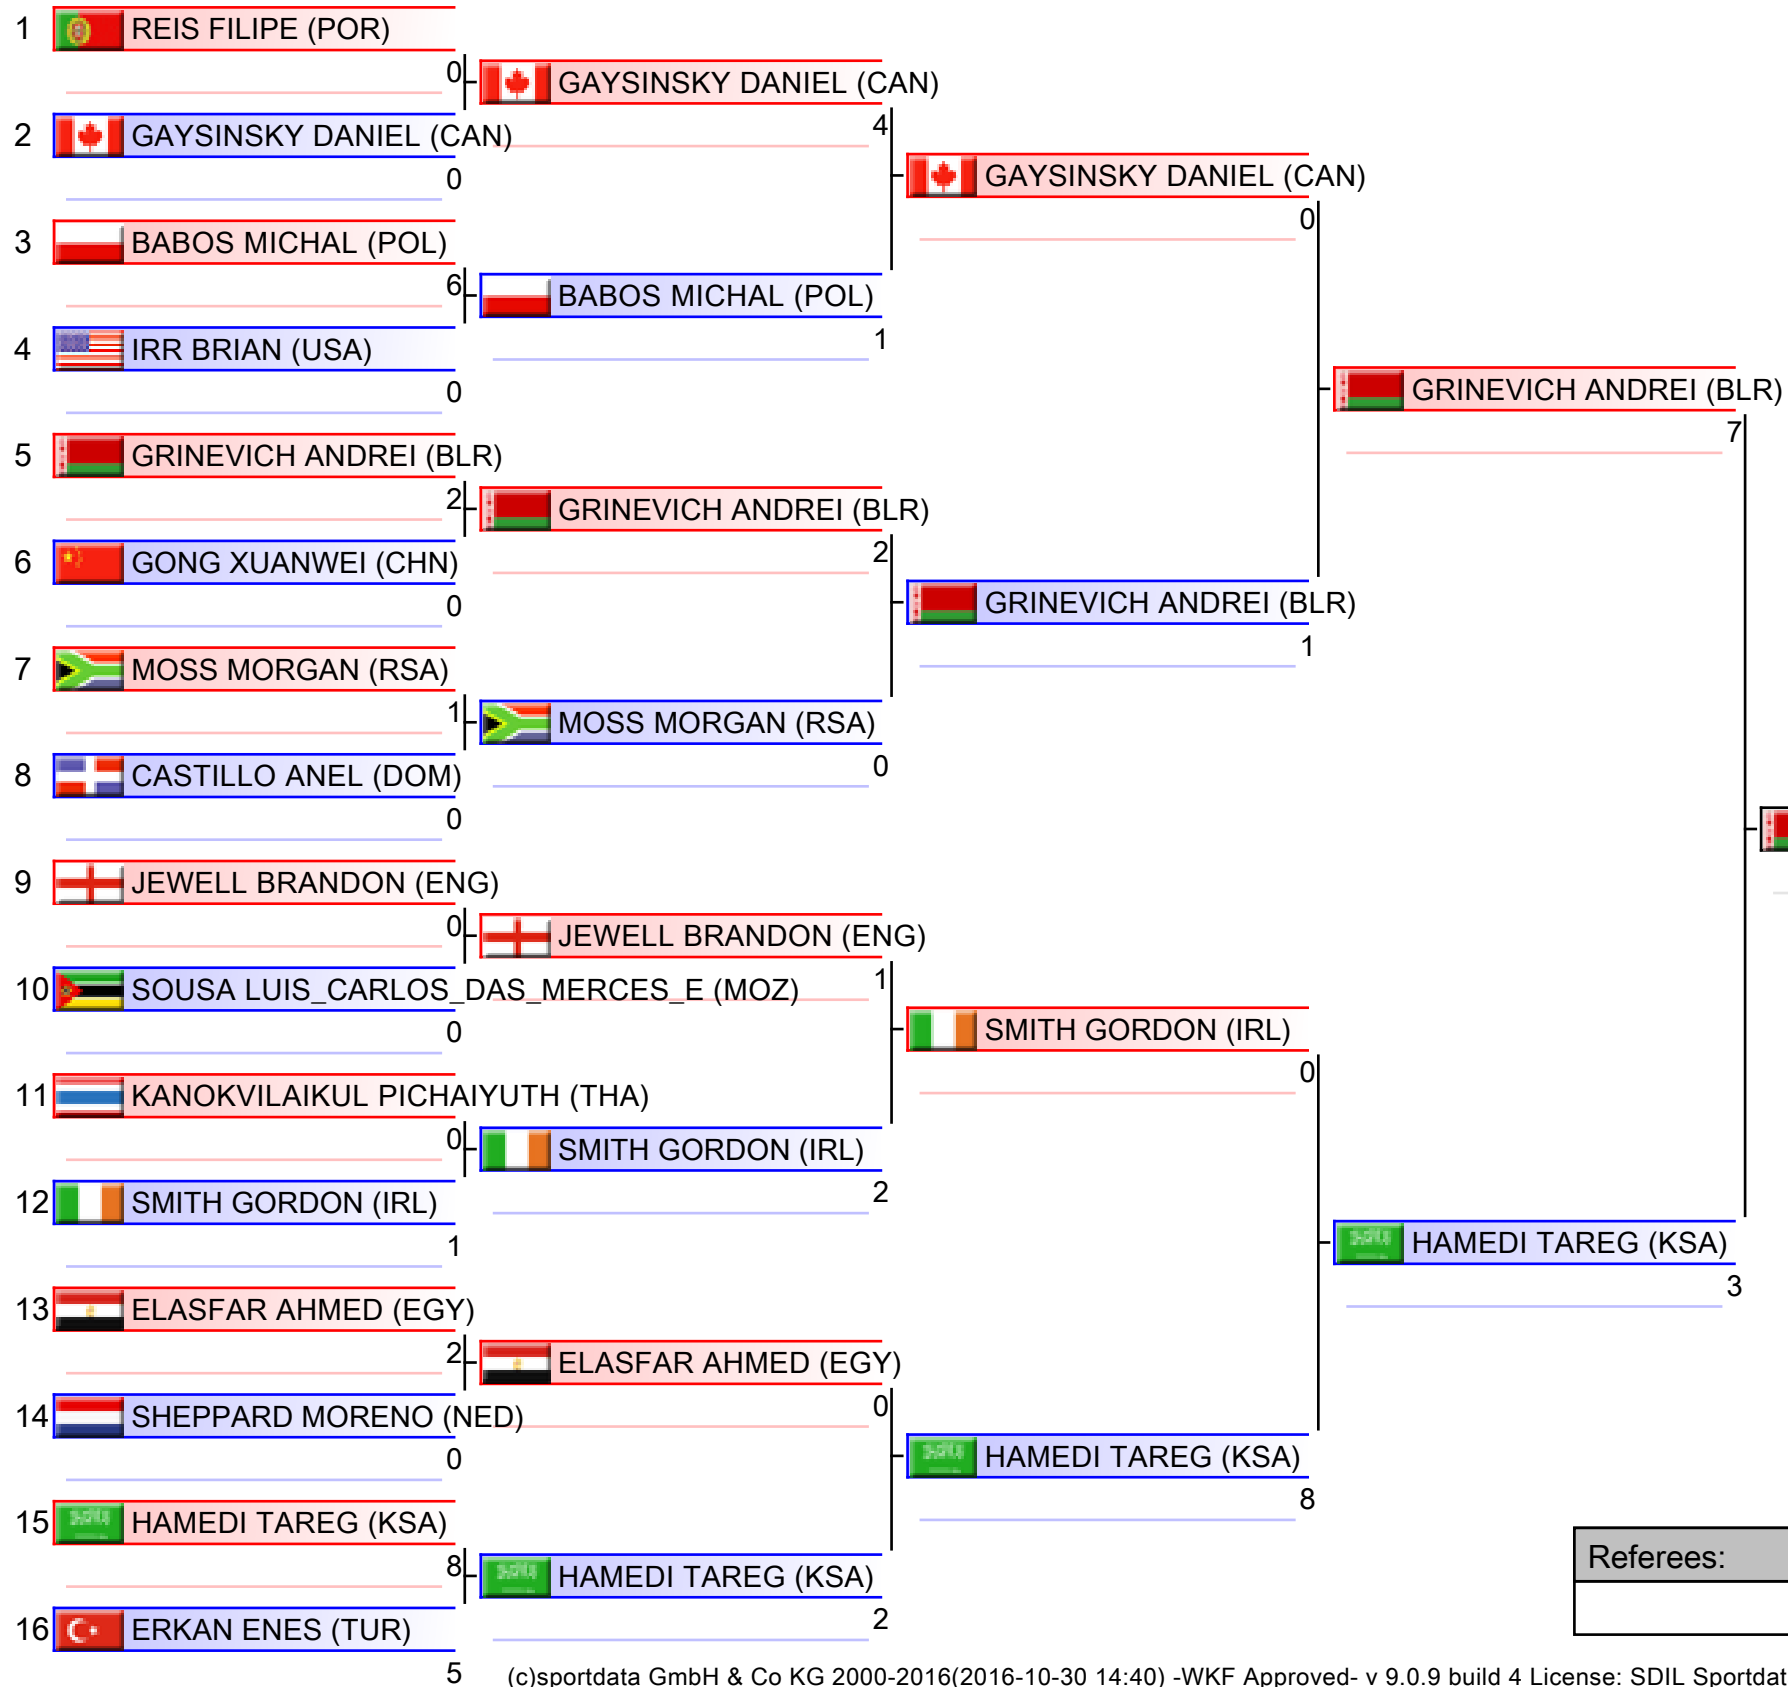 1 REIS FILIPE (POR)
0
2 GAYSINSKY DANIEL (CAN)
0
3 BABOS MICHAL (POL)
6
4 IRR BRIAN (USA)
0
5 GRINEVICH ANDREI (BLR)
2
6 GONG XUANWEI (CHN)
0
7 MOSS MORGAN (RSA)
1
8 CASTILLO ANEL (DOM)
0
9 JEWELL BRANDON (ENG)
0
10 SOUSA LUIS_CARLOS_DAS_MERCES_E (MOZ)
0
11 KANOKVILAIKUL PICHAIYUTH (THA)
0
12 SMITH GORDON (IRL)
1
13 ELASFAR AHMED (EGY)
2
14 SHEPPARD MORENO (NED)
0
15 HAMEDI TAREG (KSA)
8
16 ERKAN ENES (TUR)
5
GAYSINSKY DANIEL (CAN)
4
BABOS MICHAL (POL)
1
GRINEVICH ANDREI (BLR)
2
MOSS MORGAN (RSA)
0
JEWELL BRANDON (ENG)
1
SMITH GORDON (IRL)
2
ELASFAR AHMED (EGY)
0
HAMEDI TAREG (KSA)
2
GAYSINSKY DANIEL (CAN)
0
GRINEVICH ANDREI (BLR)
1
SMITH GORDON (IRL)
0
HAMEDI TAREG (KSA)
8
GRINEVICH ANDREI (BLR)
7
HAMEDI TAREG (KSA)
3
Referees:
(c)sportdata GmbH & Co KG 2000-2016(2016-10-30 14:40) -WKF Approved- v 9.0.9 build 4 License: SDIL Sportdat